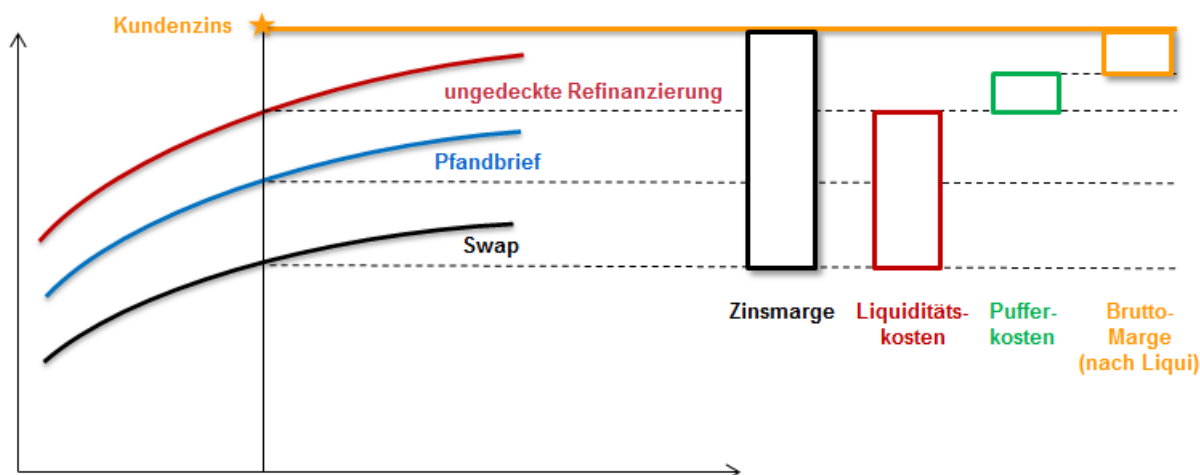 Kundenzins
ungedeckte Refinanzierung
Pfandbrief
Swap
Zinsmarge
Liquiditäts-
kosten
Puffer-
kosten
Brutto-
Marge
(nach Liqui)